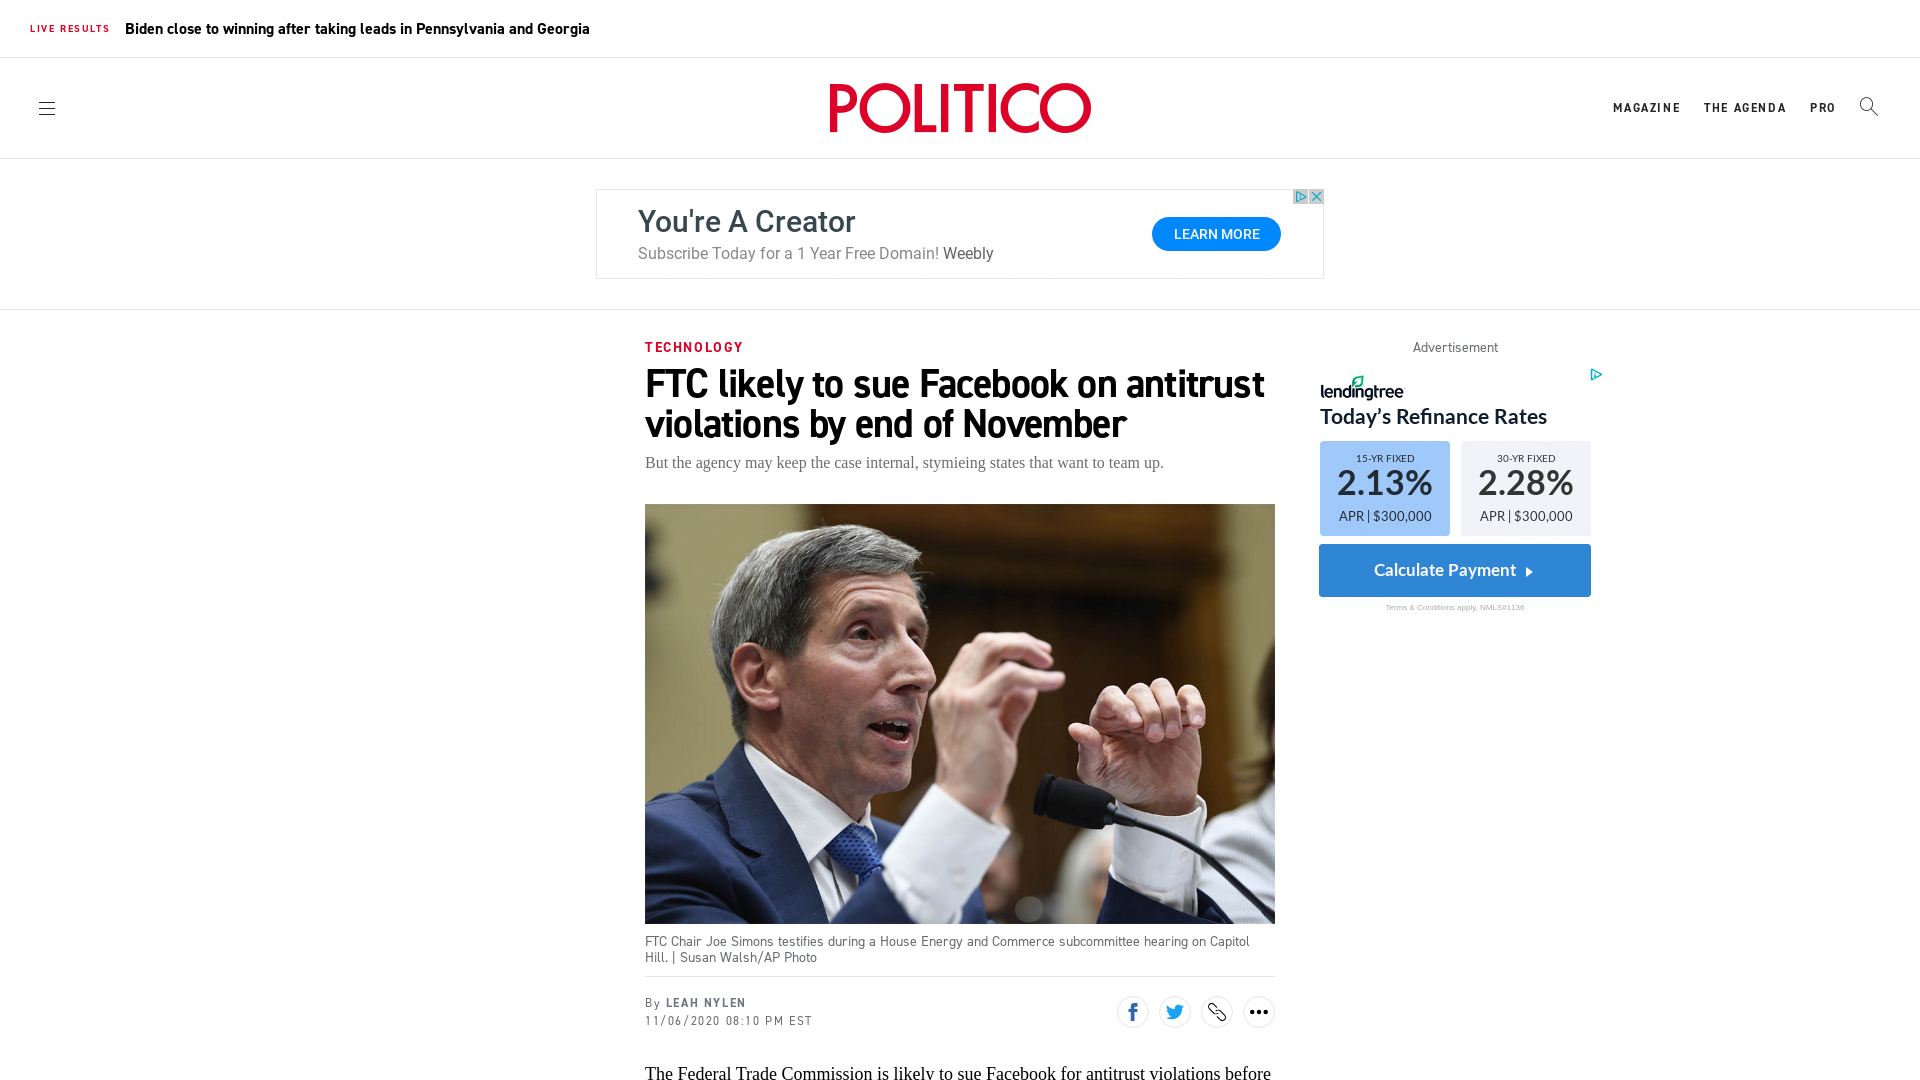 LIVE RESULTS
Biden close to winning after taking leads in Pennsylvania and Georgia
POLITICO
MAGAZINE
THE AGENDA
PRO
You're A Creator
Subscribe Today for a 1 Year Free Domain! Weebly
LEARN MORE
TECHNOLOGY
FTC likely to sue Facebook on antitrust
violations by end of November
But the agency may keep the case internal, stymieing states that want to team up.
Advertisement
lendingtree
Today’s Refinance Rates
15-YR FIXED
2.13%
APR | $300,000
30-YR FIXED
2.28%
APR | $300,000
Calculate Payment
Terms & Conditions apply. NMLS#1136
FTC Chair Joe Simons testifies during a House Energy and Commerce subcommittee hearing on Capitol
Hill. | Susan Walsh/AP Photo
By LEAH NYLEN
11/06/2020 08:10 PM EST
The Federal Trade Commission is likely to sue Facebook for antitrust violations before